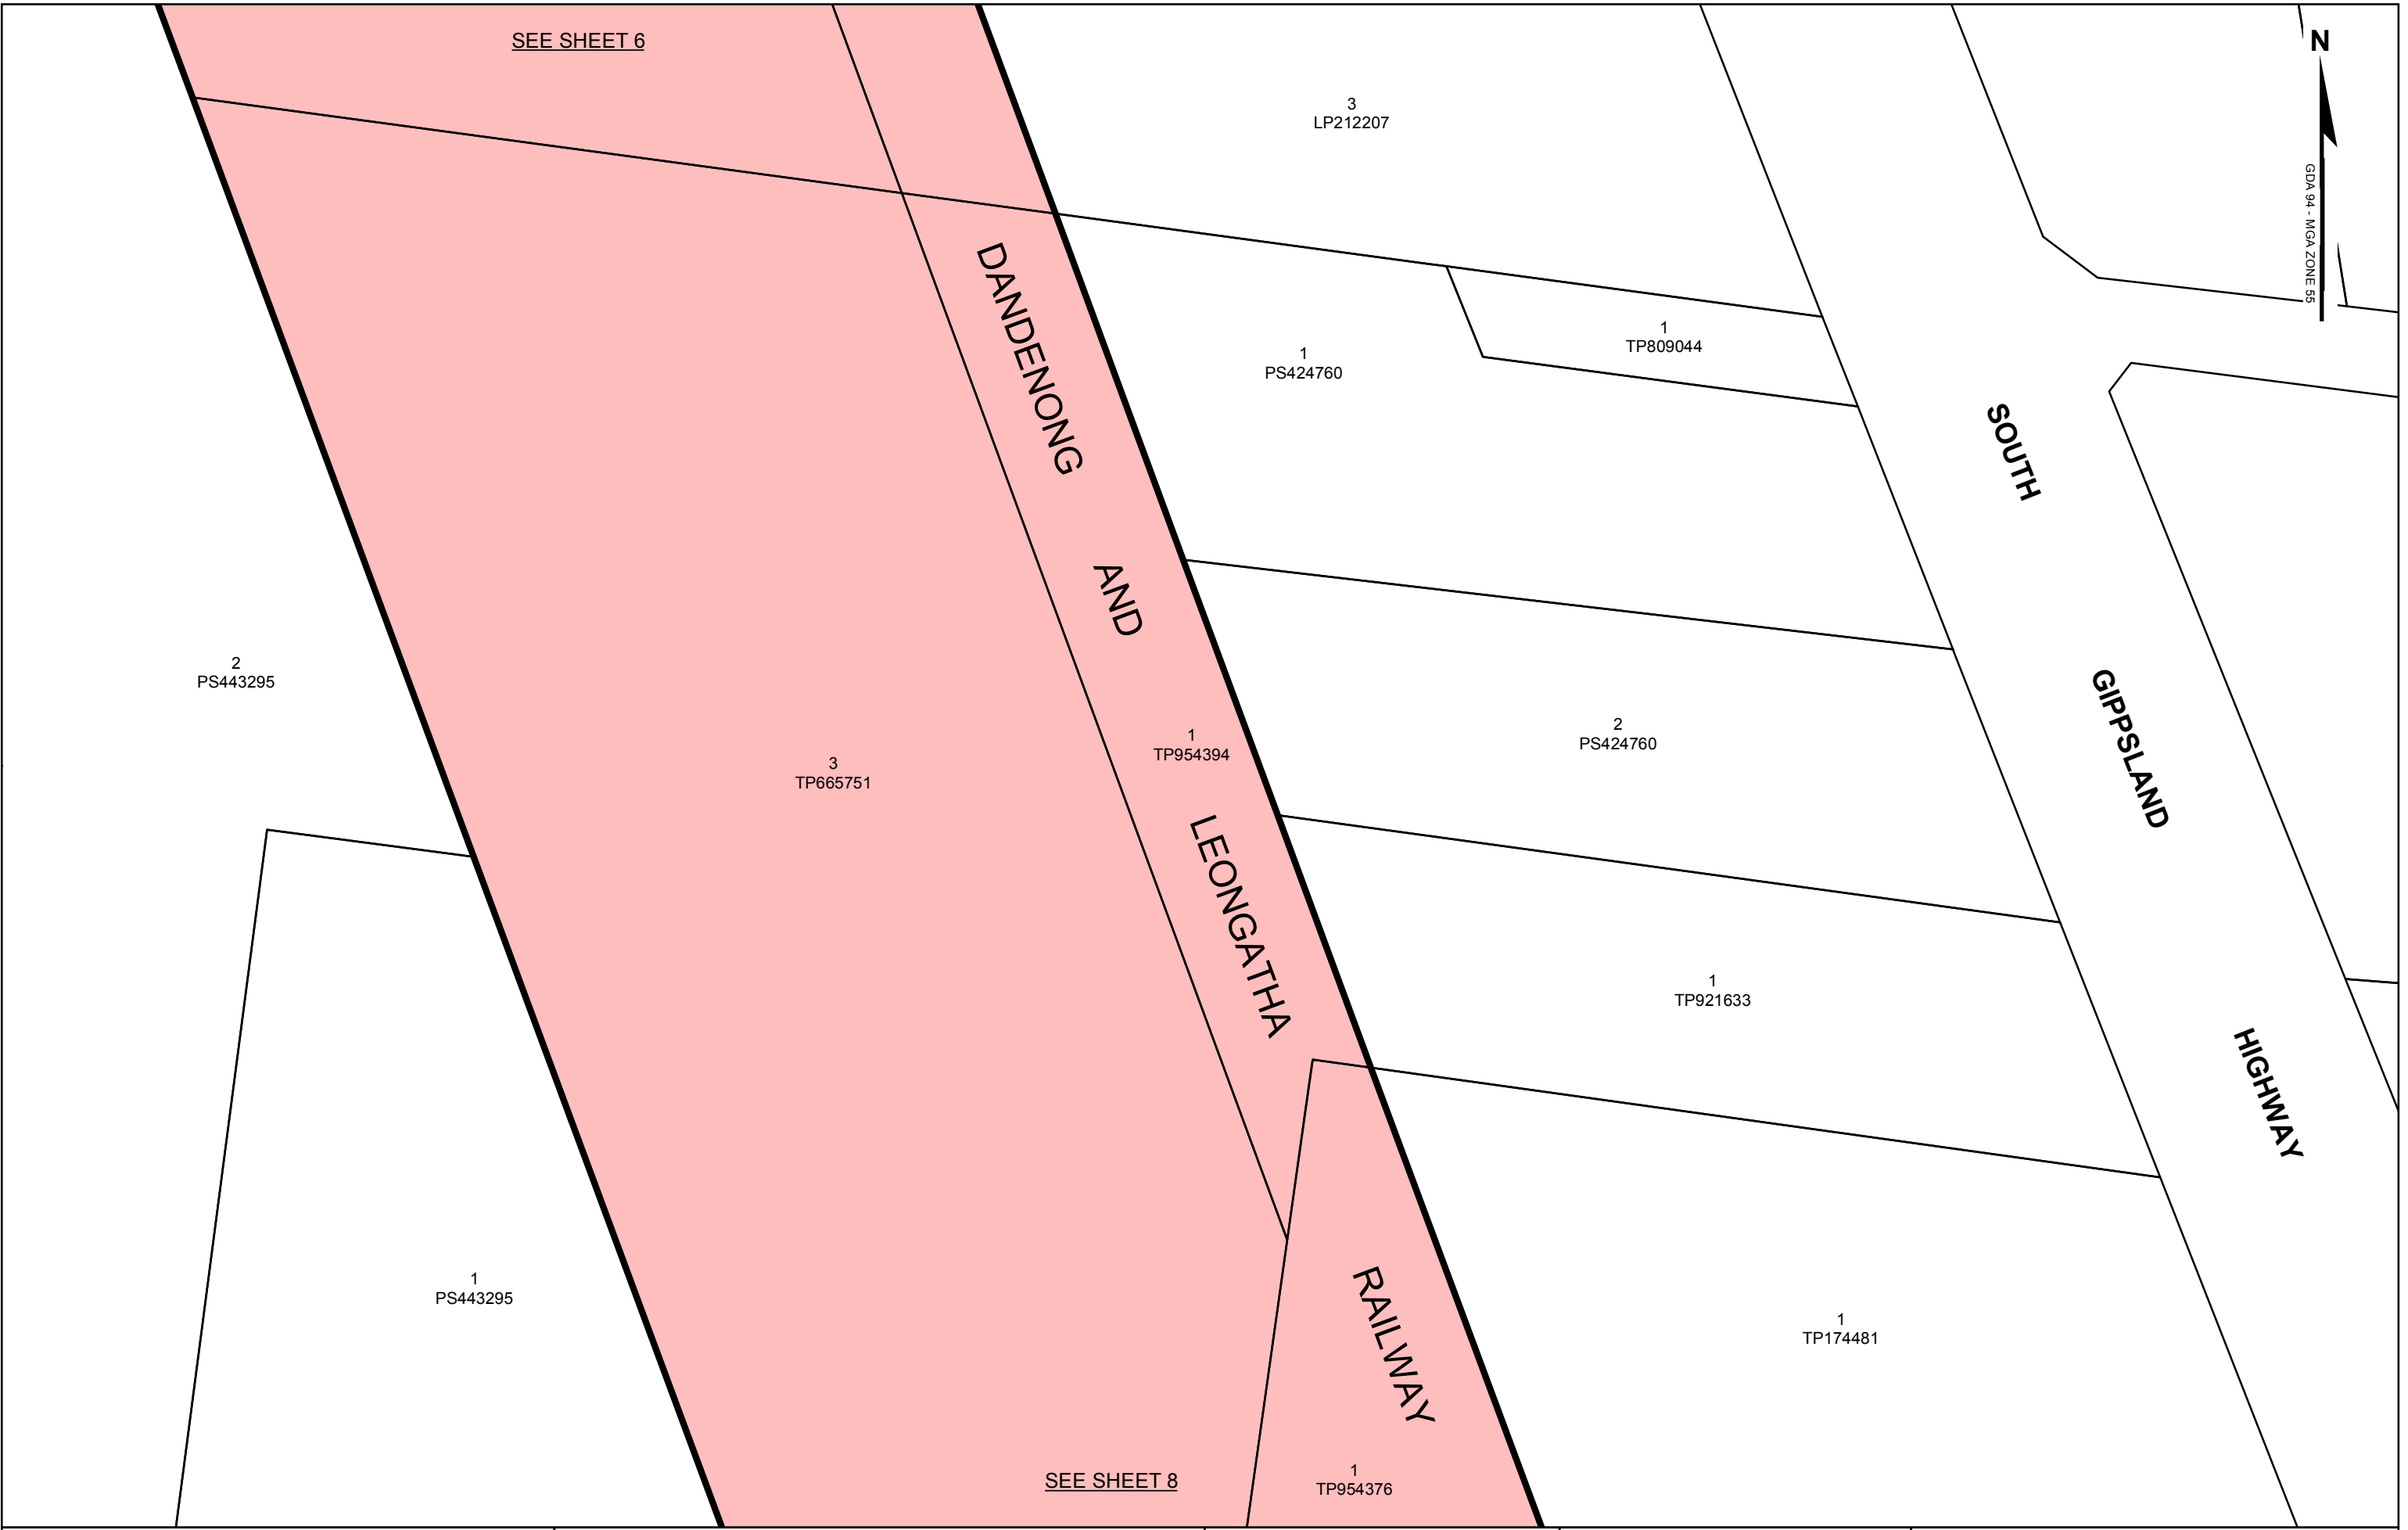 SEE SHEET 6
N
GDA 94 - MGA ZONE 55
3
LP212207
DANDENONG
AND
LEONGATHA
RAILWAY
1
TP809044
1
PS424760
SOUTH
GIPPSLAND
HIGHWAY
2
PS443295
3
TP665751
1
TP954394
2
PS424760
1
TP921633
1
PS443295
1
TP174481
SEE SHEET 8
1
TP954376